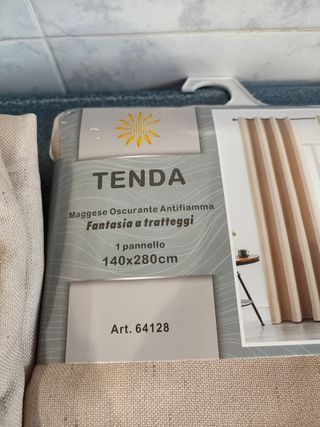 TENDA
Maggese Oscurante Antifiamma
Fantasia a tratteggi
1 pannello
140x280cm
Art. 64128